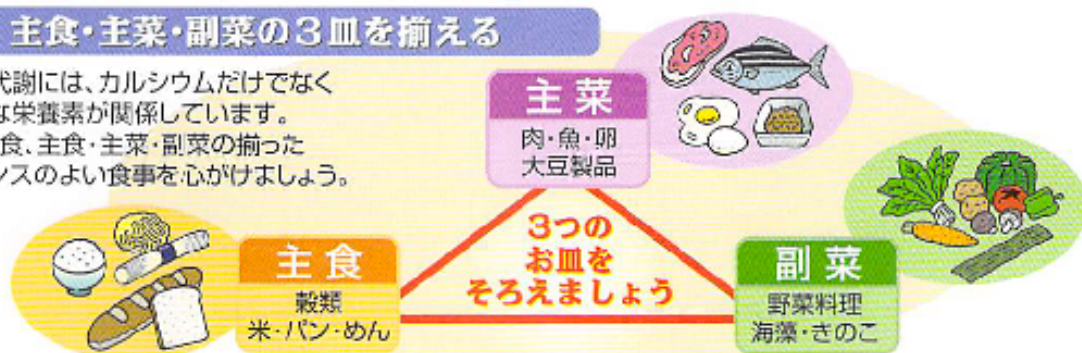 主食・主菜・副菜の3皿を揃える
代謝には、カルシウムだけでなく
な栄養素が関係しています。
食、主食・主菜・副菜の揃った
ンスのよい食事を心がけましょう。
主菜
肉・魚・卵
大豆製品
3つの
お皿を
そろえましょう
主食
穀類
米・パン・めん
副菜
野菜料理
海藻・きのこ